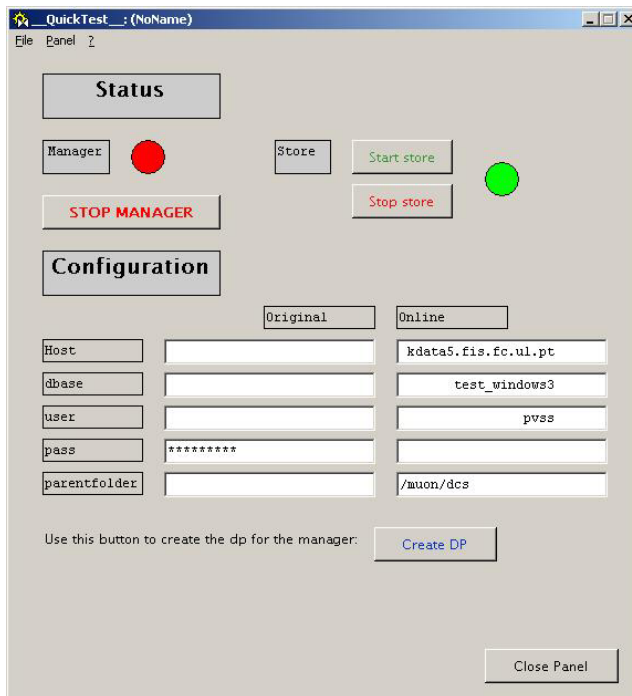 __QuickTest__: (NoName)
File Panel ?
Status
Manager
Store
Start store
Stop store
STOP MANAGER
Configuration
Original Online
Host kdata5.fis.fc.ul.pt
dbase test_windows3
user pvss
pass *********
parentfolder /muon/dcs
Use this button to create the dp for the manager: Create DP
Close Panel